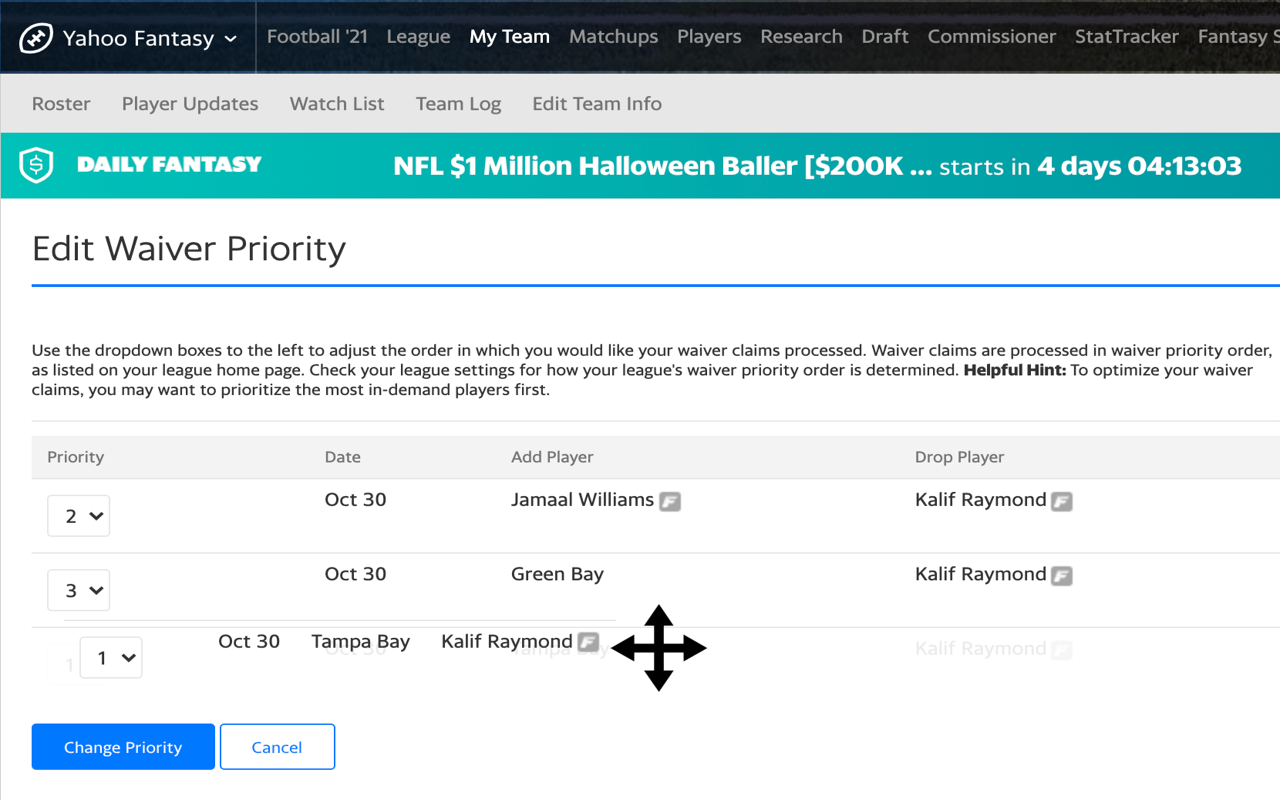 Yahoo Fantasy Football '21 League My Team Matchups Players Research Draft Commissioner StatTracker Fantasy S
Roster Player Updates Watch List Team Log Edit Team Info
DAILY FANTASY NFL $1 Million Halloween Baller [$200K ... starts in 4 days 04:13:03
Edit Waiver Priority
Use the dropdown boxes to the left to adjust the order in which you would like your waiver claims processed. Waiver claims are processed in waiver priority order,
as listed on your league home page. Check your league settings for how your league's waiver priority order is determined. Helpful Hint: To optimize your waiver
claims, you may want to prioritize the most in-demand players first.
Priority Date Add Player Drop Player
2 Oct 30 Jamaal Williams F Kalif Raymond F
3 Oct 30 Green Bay Kalif Raymond F
1 Oct 30 Tampa Bay Kalif Raymond F
1 Oct 30 Tampa Bay Kalif Raymond F
Change Priority Cancel